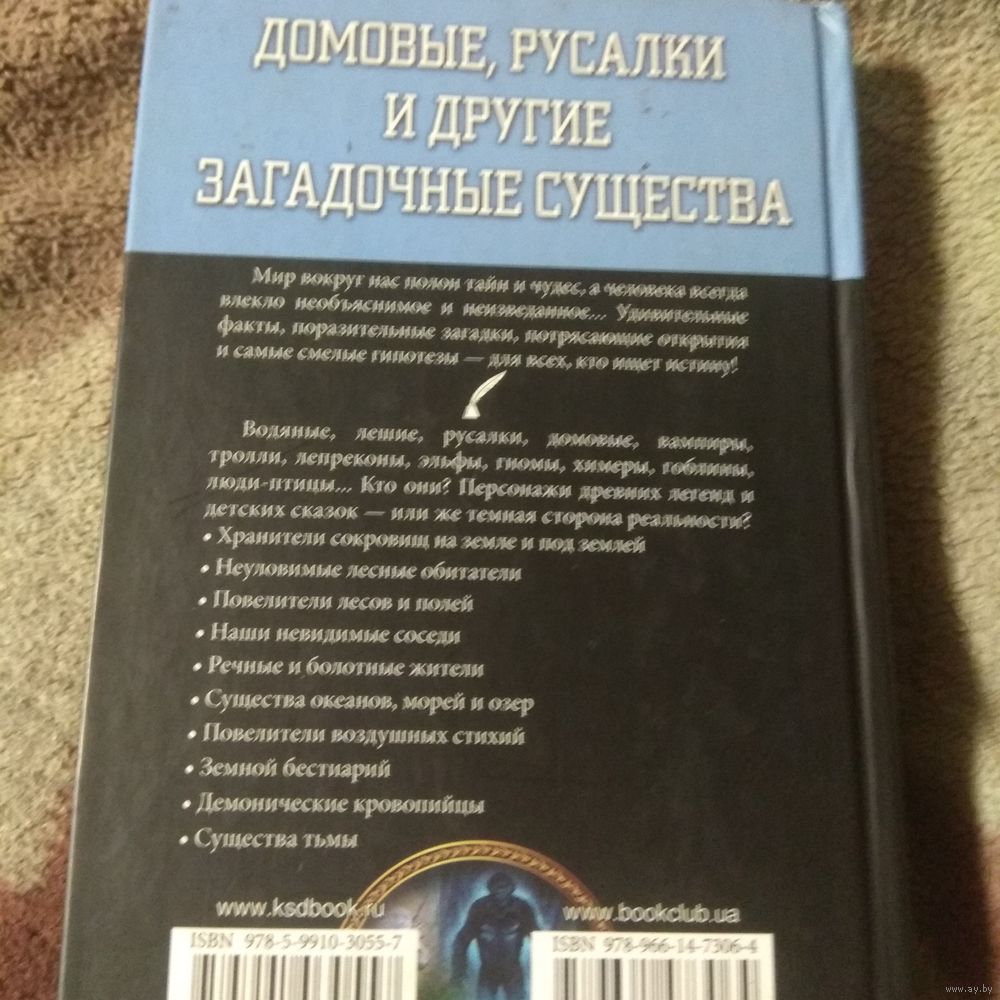 ДОМОВЫЕ, РУСАЛКИ
И ДРУГИЕ
ЗАГАДОЧНЫЕ СУЩЕСТВА
Мир вокруг нас полон тайн и чудес, а человека всегда
влекло необъяснимое и неизведанное... Удивительные
факты, поразительные загадки, потрясающие открытия
и самые смелые гипотезы — для всех, кто ищет истину!
Водяные, лешие, русалки, домовые, вампиры,
тролли, лепреконы, эльфы, гномы, химеры, гоблины,
люди-птицы... Кто они? Персонажи древних легенд и
детских сказок — или же темная сторона реальности?
• Хранители сокровищ на земле и под землей
• Неуловимые лесные обитатели
• Повелители лесов и полей
• Наши невидимые соседи
• Речные и болотные жители
• Существа океанов, морей и озер
• Повелители воздушных стихий
• Земной бестиарий
• Демонические кровопийцы
• Существа тьмы
www.ksdbook.ru
www.bookclub.ua
ISBN 978-5-9910-3055-7
ISBN 978-966-14-7306-4
www.ay.by